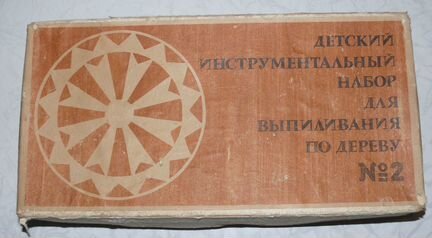 ДЕТСКИЙ
ИНСТРУМЕНТАЛЬНЫЙ
НАБОР
ДЛЯ
ВЫПИЛИВАНИЯ
ПО ДЕРЕВУ
№2